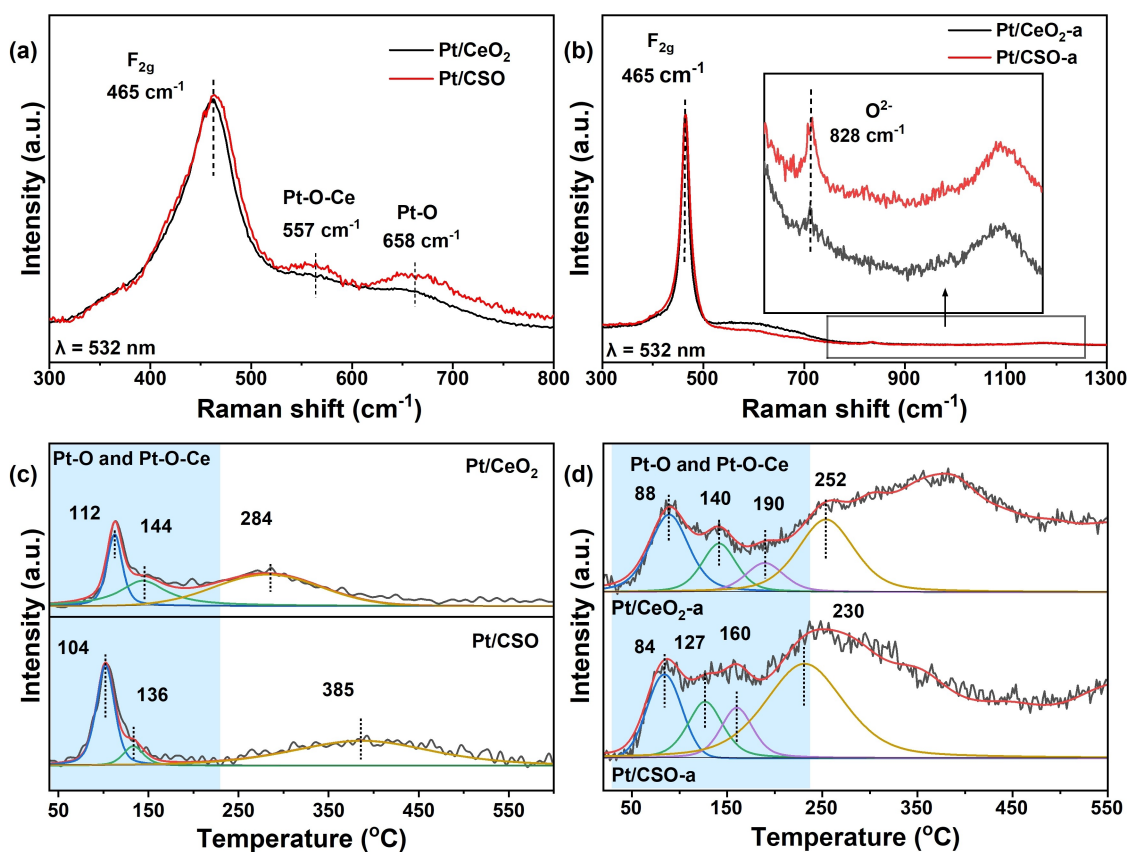 (a)
F₂g
465 cm⁻¹
Pt/CeO₂
Pt/CSO
Pt-O-Ce
557 cm⁻¹
Pt-O
658 cm⁻¹
λ = 532 nm
Intensity (a.u.)
300 400 500 600 700 800
Raman shift (cm⁻¹)
(b)
F₂g
465 cm⁻¹
Pt/CeO₂-a
Pt/CSO-a
O²⁻
828 cm⁻¹
λ = 532 nm
Intensity (a.u.)
300 500 700 900 1100 1300
Raman shift (cm⁻¹)
(c)
Pt-O and Pt-O-Ce
Pt/CeO₂
112
144
284
Pt/CSO
104
136
385
Intensity (a.u.)
50 150 250 350 450 550
Temperature (°C)
(d)
Pt-O and Pt-O-Ce
88
140
190
252
Pt/CeO₂-a
84
127
160
230
Pt/CSO-a
Intensity (a.u.)
50 150 250 350 450 550
Temperature (°C)